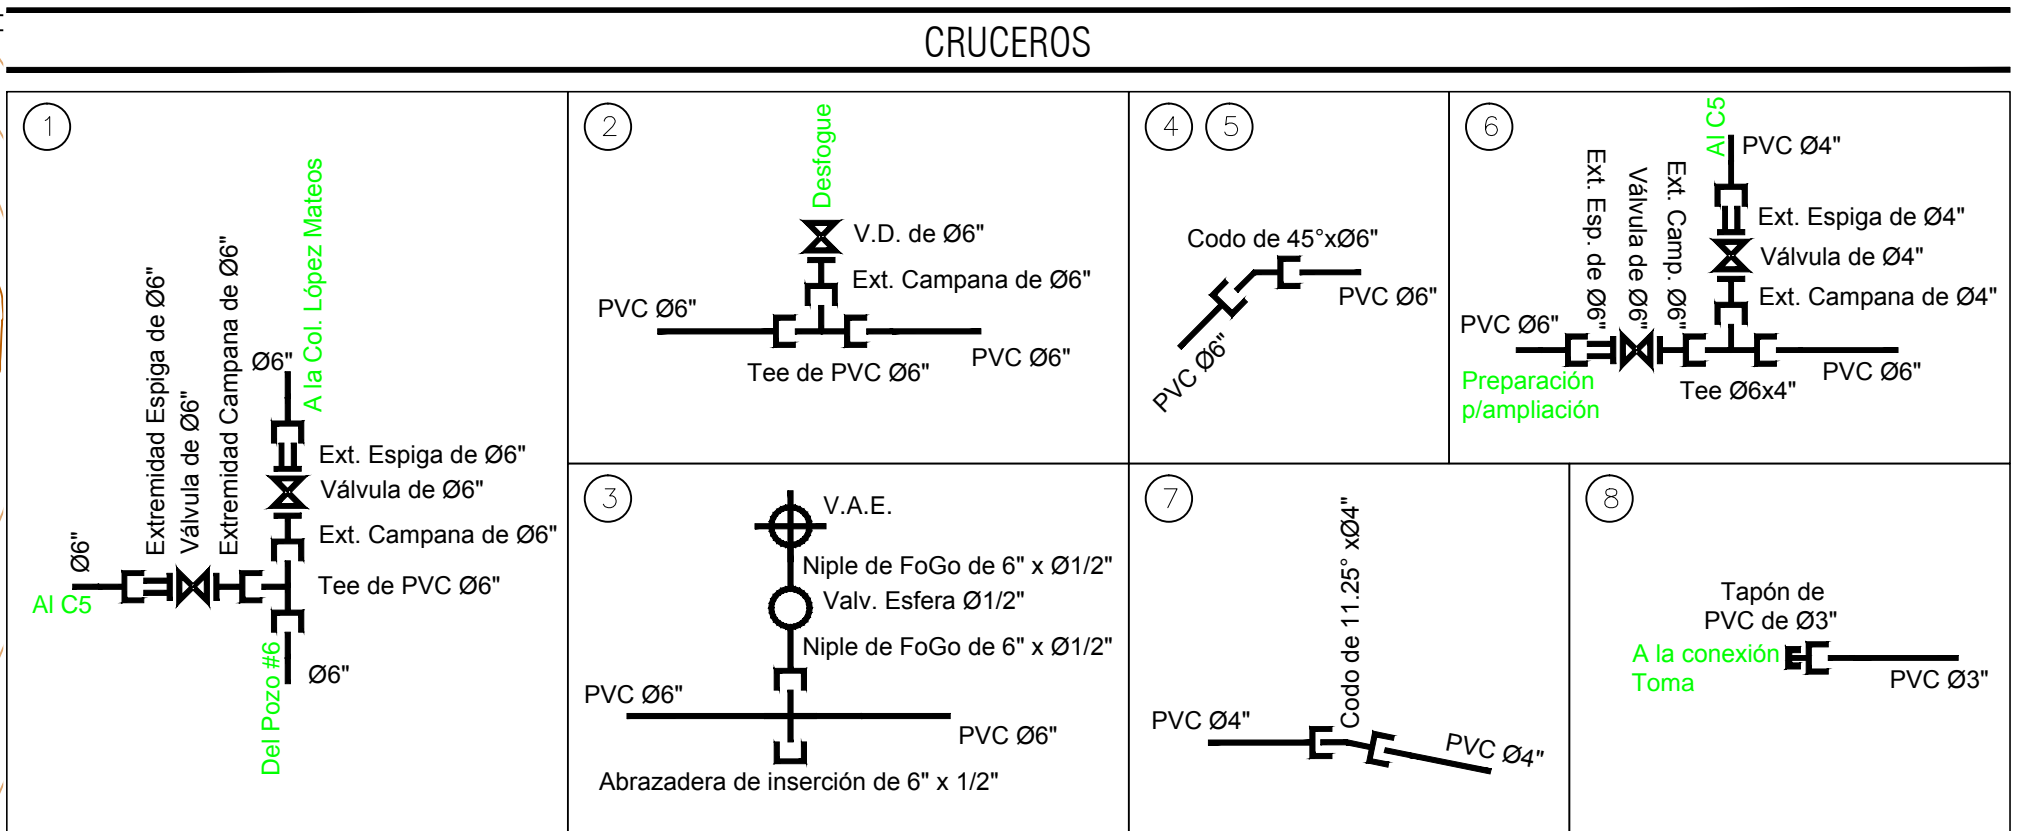 CRUCEROS
1
Extremidad Espiga de Ø6"
Válvula de Ø6"
Extremidad Campana de Ø6"
Ø6"
A la Col. López Mateos
Ext. Espiga de Ø6"
Válvula de Ø6"
Ext. Campana de Ø6"
Tee de PVC Ø6"
Ø6"
Al C5
Del Pozo #6
Ø6"
2
Desfogue
V.D. de Ø6"
Ext. Campana de Ø6"
PVC Ø6"
PVC Ø6"
Tee de PVC Ø6"
3
V.A.E.
Niple de FoGo de 6" x Ø1/2"
Valv. Esfera Ø1/2"
Niple de FoGo de 6" x Ø1/2"
PVC Ø6"
PVC Ø6"
Abrazadera de inserción de 6" x 1/2"
4 5
Codo de 45°xØ6"
PVC Ø6"
PVC Ø6"
6
Al C5
PVC Ø4"
Ext. Esp. de Ø6"
Válvula de Ø6"
Ext. Camp. Ø6"
Ext. Espiga de Ø4"
Válvula de Ø4"
Ext. Campana de Ø4"
PVC Ø6"
PVC Ø6"
Preparación
p/ampliación
Tee Ø6x4"
7
Codo de 11.25° xØ4"
PVC Ø4"
PVC Ø4"
8
Tapón de
PVC de Ø3"
A la conexión
Toma
PVC Ø3"